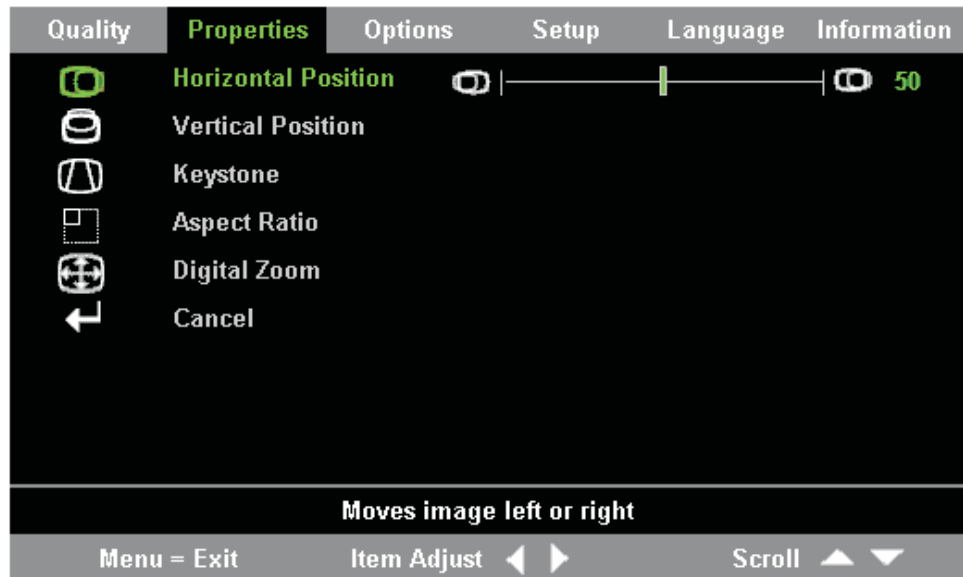 Quality Properties Options Setup Language Information
Horizontal Position 50
Vertical Position
Keystone
Aspect Ratio
Digital Zoom
Cancel
Moves image left or right
Menu = Exit Item Adjust Scroll